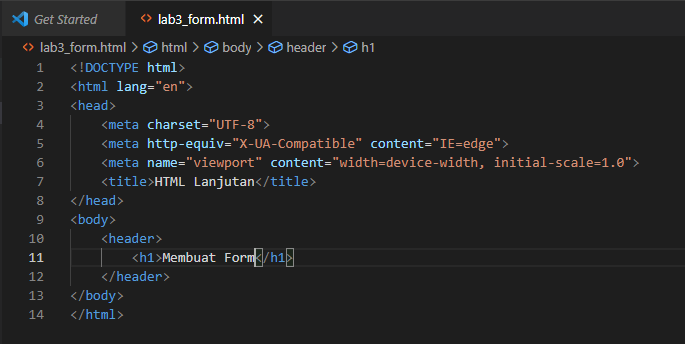 Get Started lab3_form.html
lab3_form.html > html > body > header > h1
1 <!DOCTYPE html>
2 <html lang="en">
3 <head>
4 <meta charset="UTF-8">
5 <meta http-equiv="X-UA-Compatible" content="IE=edge">
6 <meta name="viewport" content="width=device-width, initial-scale=1.0">
7 <title>HTML Lanjutan</title>
8 </head>
9 <body>
10 <header>
11 <h1>Membuat Form</h1>
12 </header>
13 </body>
14 </html>